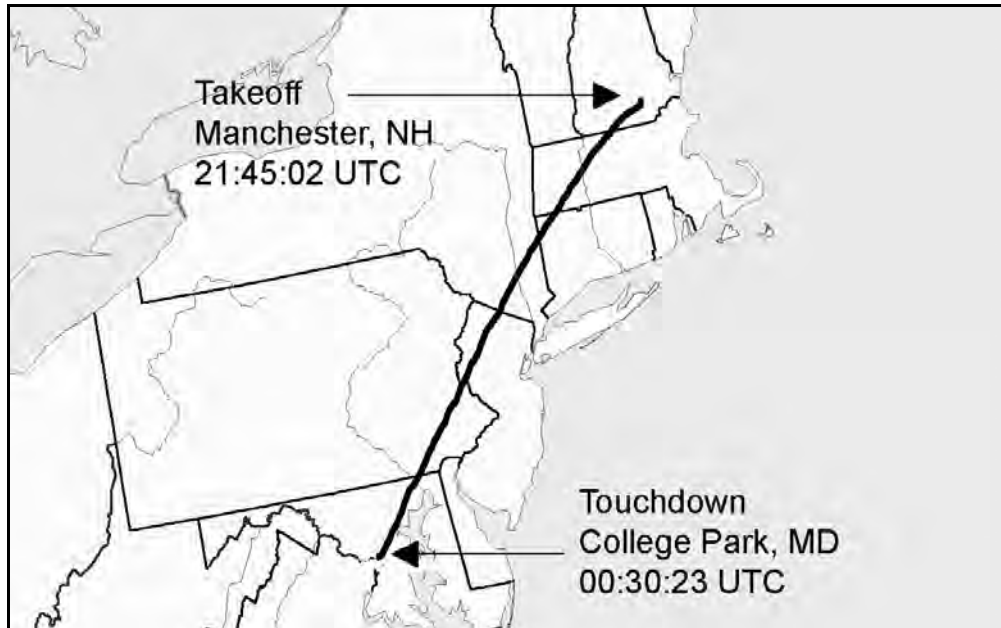 Takeoff
Manchester, NH
21:45:02 UTC
Touchdown
College Park, MD
00:30:23 UTC